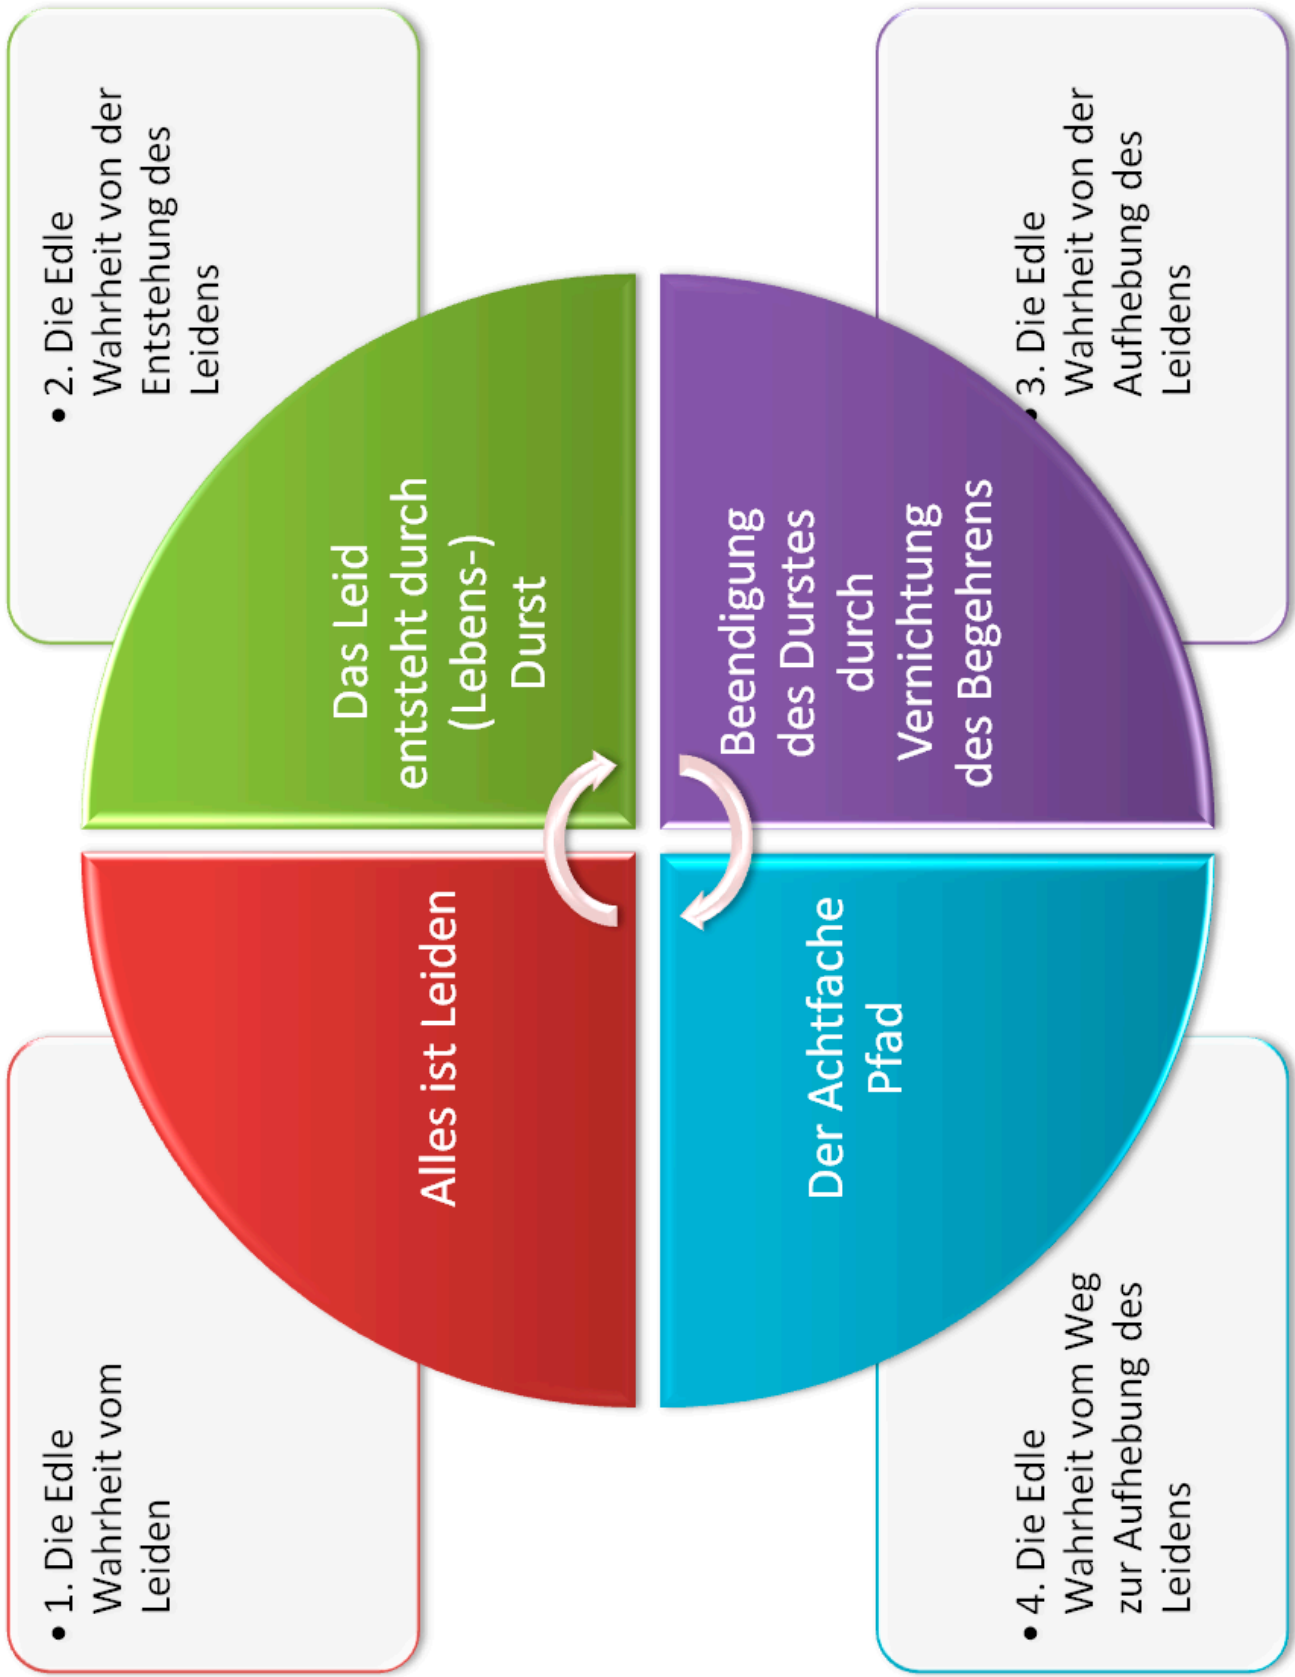 • 1. Die Edle
Wahrheit vom
Leiden
Alles ist Leiden
• 2. Die Edle
Wahrheit von der
Entstehung des
Leidens
Das Leid
entsteht durch
(Lebens-)
Durst
• 3. Die Edle
Wahrheit von der
Aufhebung des
Leidens
Beendigung
des Durstes
durch
Vernichtung
des Begehrens
• 4. Die Edle
Wahrheit vom Weg
zur Aufhebung des
Leidens
Der Achtfache
Pfad